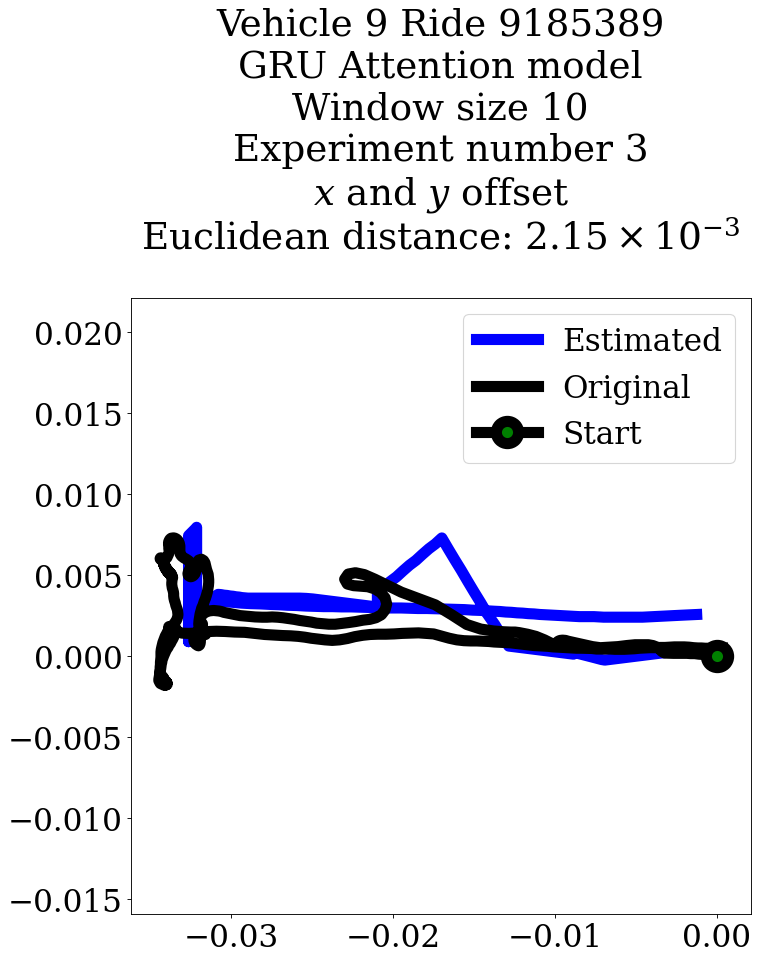 Vehicle 9 Ride 9185389
GRU Attention model
Window size 10
Experiment number 3
x and y offset
Euclidean distance: 2.15 × 10⁻³
Estimated
Original
Start
0.020
0.015
0.010
0.005
0.000
−0.005
−0.010
−0.015
−0.03 −0.02 −0.01 0.00